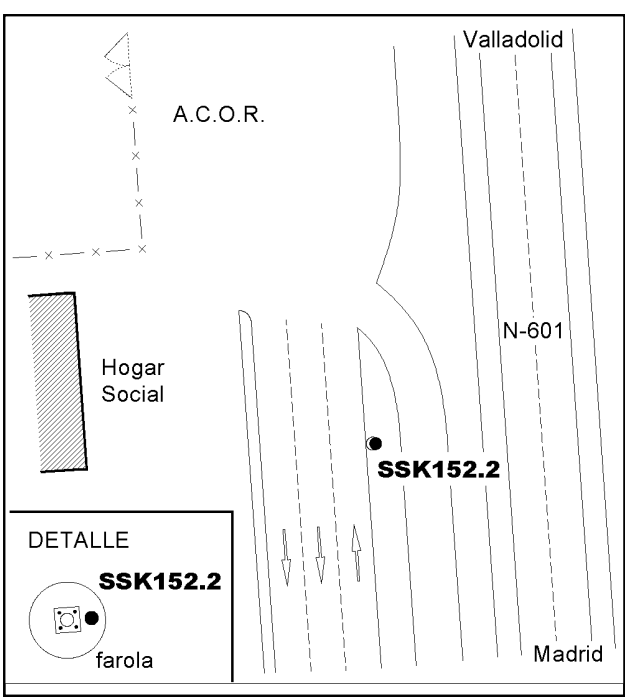 Valladolid
A.C.O.R.
N-601
Hogar
Social
SSK152.2
DETALLE
SSK152.2
farola
Madrid